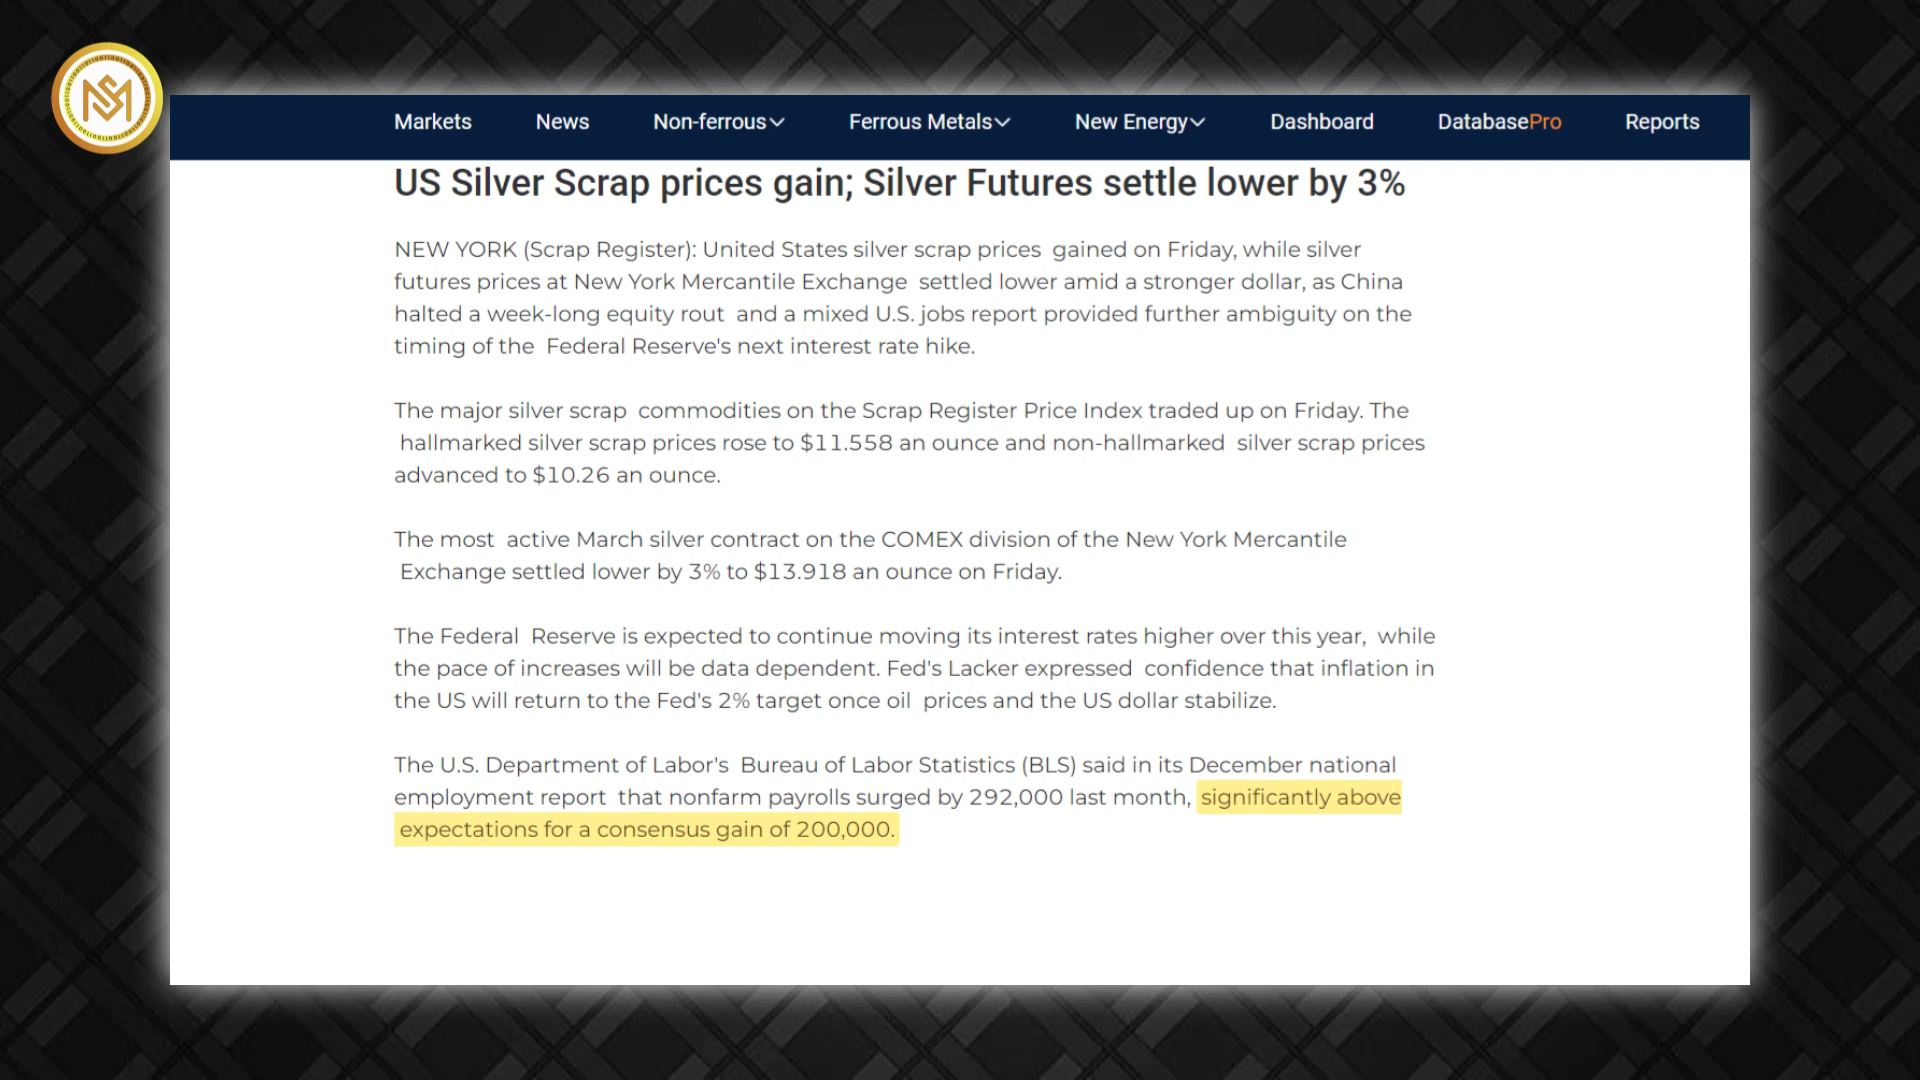 Markets News Non-ferrous Ferrous Metals New Energy Dashboard DatabasePro Reports
US Silver Scrap prices gain; Silver Futures settle lower by 3%
NEW YORK (Scrap Register): United States silver scrap prices gained on Friday, while silver
futures prices at New York Mercantile Exchange settled lower amid a stronger dollar, as China
halted a week-long equity rout and a mixed U.S. jobs report provided further ambiguity on the
timing of the Federal Reserve's next interest rate hike.
The major silver scrap commodities on the Scrap Register Price Index traded up on Friday. The
hallmarked silver scrap prices rose to $11.558 an ounce and non-hallmarked silver scrap prices
advanced to $10.26 an ounce.
The most active March silver contract on the COMEX division of the New York Mercantile
Exchange settled lower by 3% to $13.918 an ounce on Friday.
The Federal Reserve is expected to continue moving its interest rates higher over this year, while
the pace of increases will be data dependent. Fed's Lacker expressed confidence that inflation in
the US will return to the Fed's 2% target once oil prices and the US dollar stabilize.
The U.S. Department of Labor's Bureau of Labor Statistics (BLS) said in its December national
employment report that nonfarm payrolls surged by 292,000 last month, significantly above
expectations for a consensus gain of 200,000.